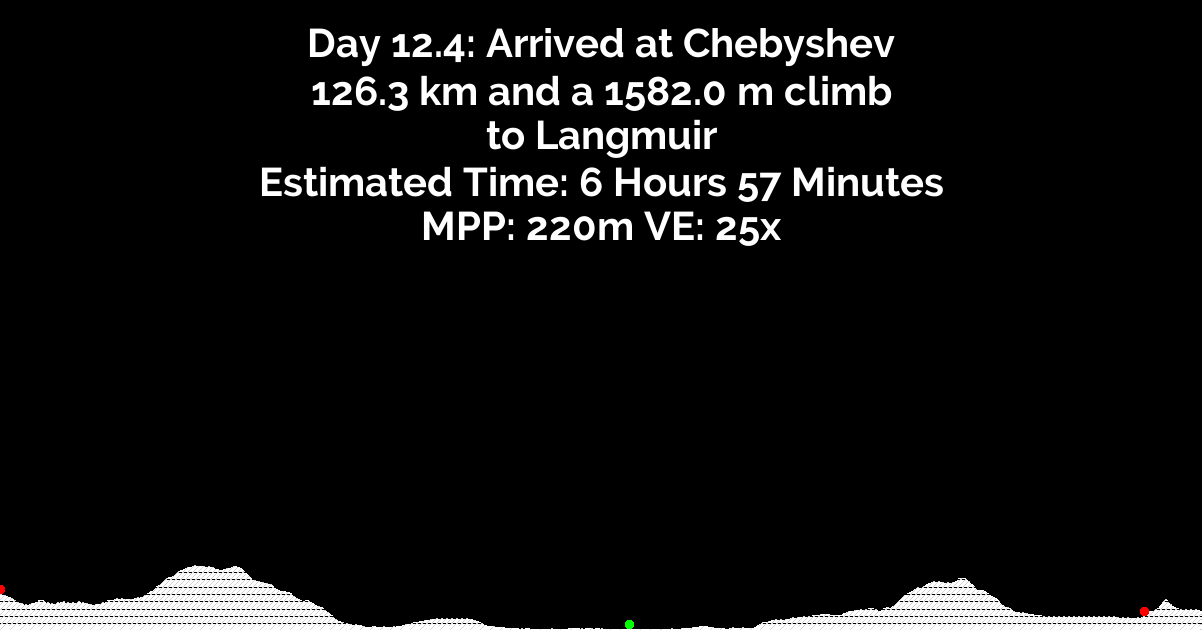 Day 12.4: Arrived at Chebyshev
126.3 km and a 1582.0 m climb
to Langmuir
Estimated Time: 6 Hours 57 Minutes
MPP: 220m VE: 25x